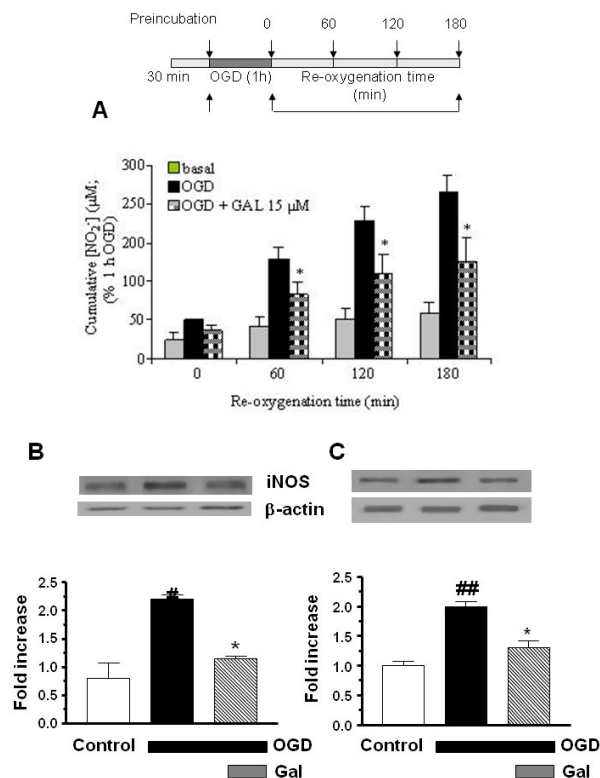 Preincubation 0 60 120 180
30 min OGD (1h) Re-oxygenation time
(min)
A
Cumulative [NO₂⁻] (μM;
(% 1 h OGD)
300
200
200
100
50
0
basal
OGD
OGD + GAL 15 μM
* * *
0 60 120 180
Re-oxygenation time (min)
B
iNOS
β-actin
C
Fold increase
2.5
2.0
1.5
1.0
0.5
0.0
#
*
Control OGD
Gal
Fold increase
2.5
2.0
1.5
1.0
0.5
0.0
##
*
Control OGD
Gal